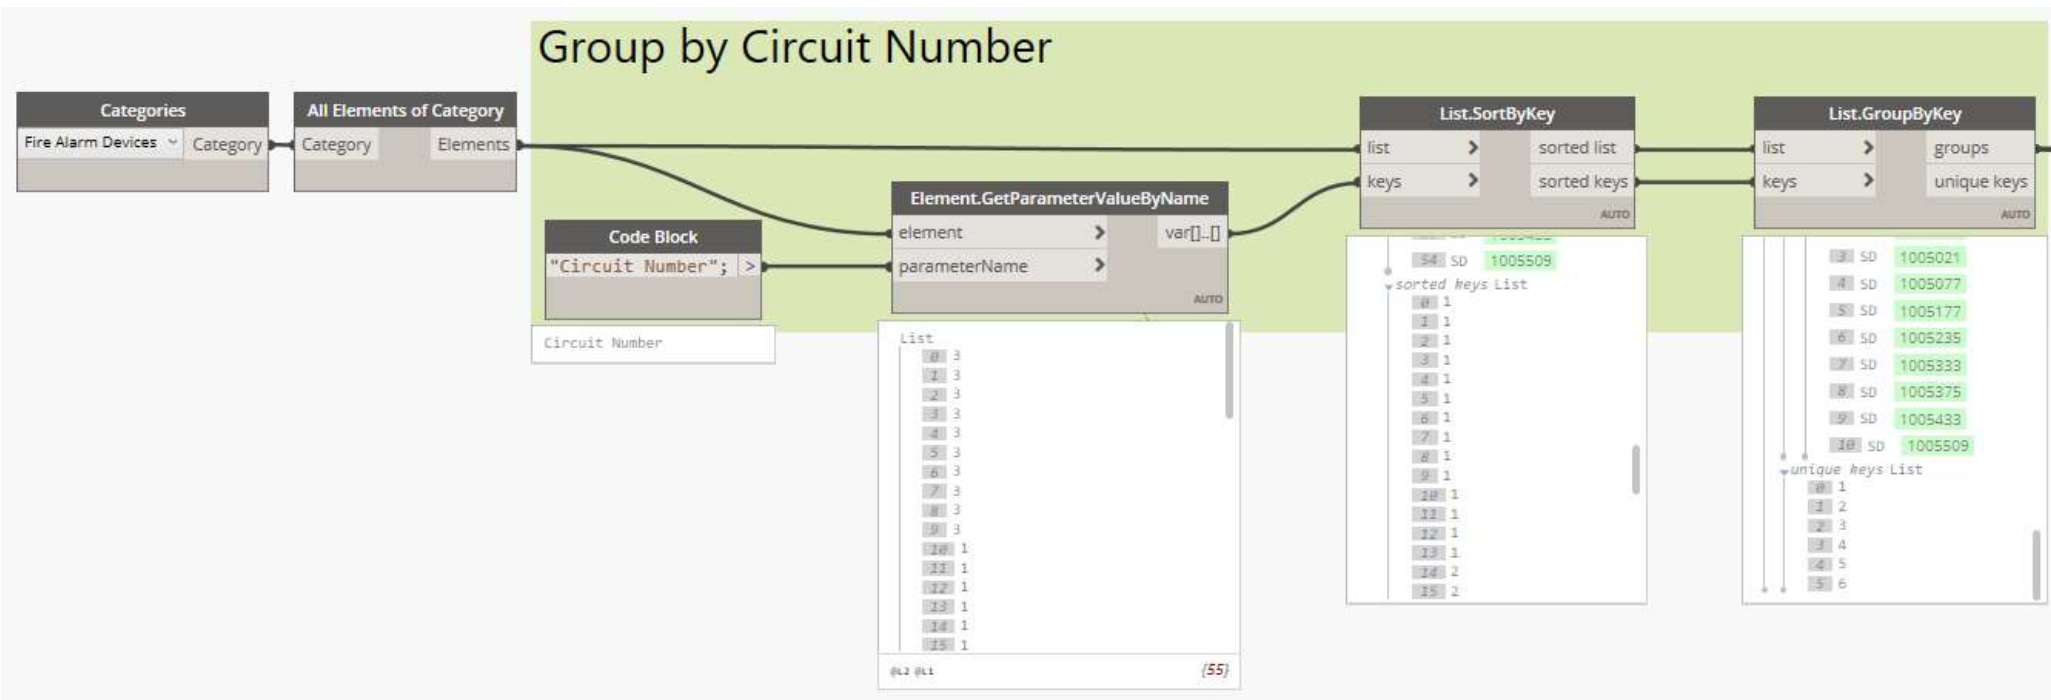 Group by Circuit Number
Categories
Fire Alarm Devices
Category
All Elements of Category
Category
Elements
Code Block
"Circuit Number"; >
Circuit Number
Element.GetParameterValueByName
element >
var[]..[]
parameterName >
AUTO
List
0 3
1 3
2 3
3 3
4 3
5 3
6 3
7 3
8 3
9 3
10 1
11 1
12 1
13 1
14 1
15 1
@L2 @L1
{55}
List.SortByKey
list >
sorted list
keys >
sorted keys
AUTO
54 SD 1005509
sorted keys List
0 1
1 1
2 1
3 1
4 1
5 1
6 1
7 1
8 1
9 1
10 1
11 1
12 1
13 1
14 2
15 2
List.GroupByKey
list >
groups
keys >
unique keys
AUTO
3 SD 1005021
4 SD 1005077
5 SD 1005177
6 SD 1005235
7 SD 1005333
8 SD 1005375
9 SD 1005433
10 SD 1005509
unique keys List
0 1
1 2
2 3
3 4
4 5
5 6